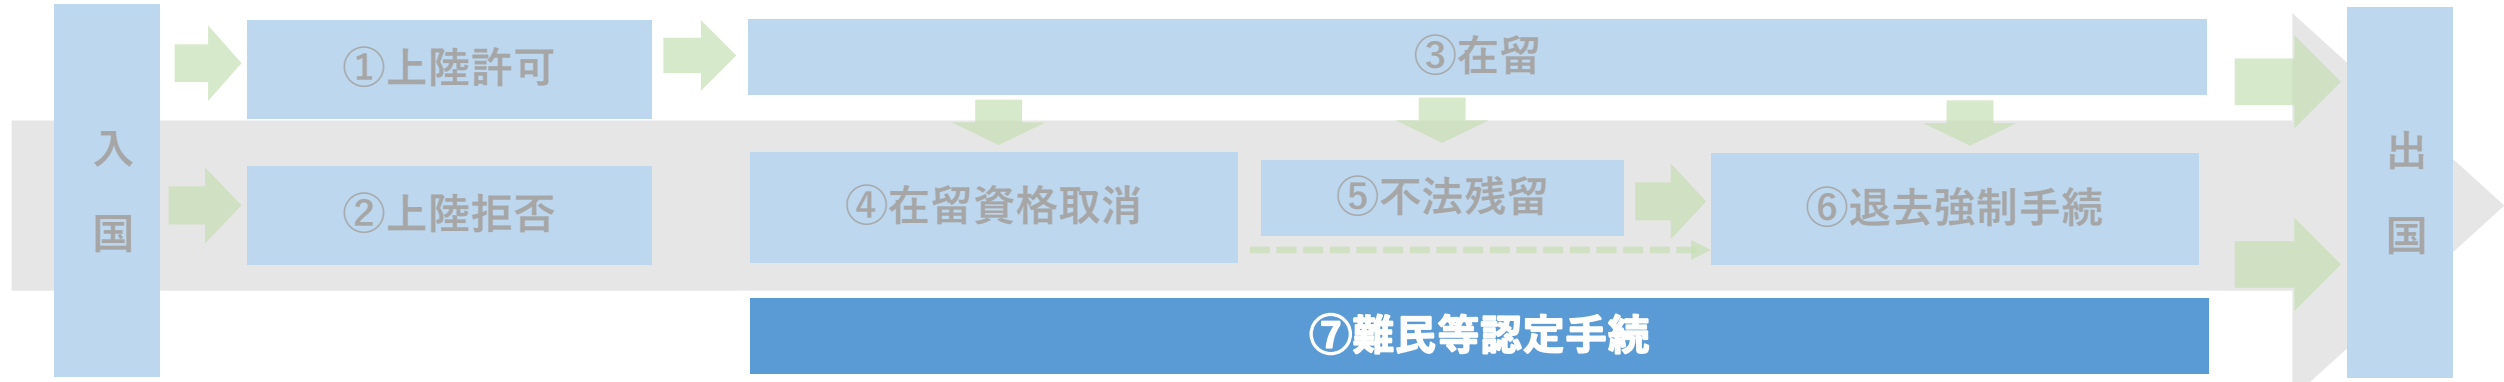 入国
①上陸許可
②上陸拒否
③在留
④在留資格取消
⑤不法残留
⑥退去強制手続
⑦難民等認定手続
出国